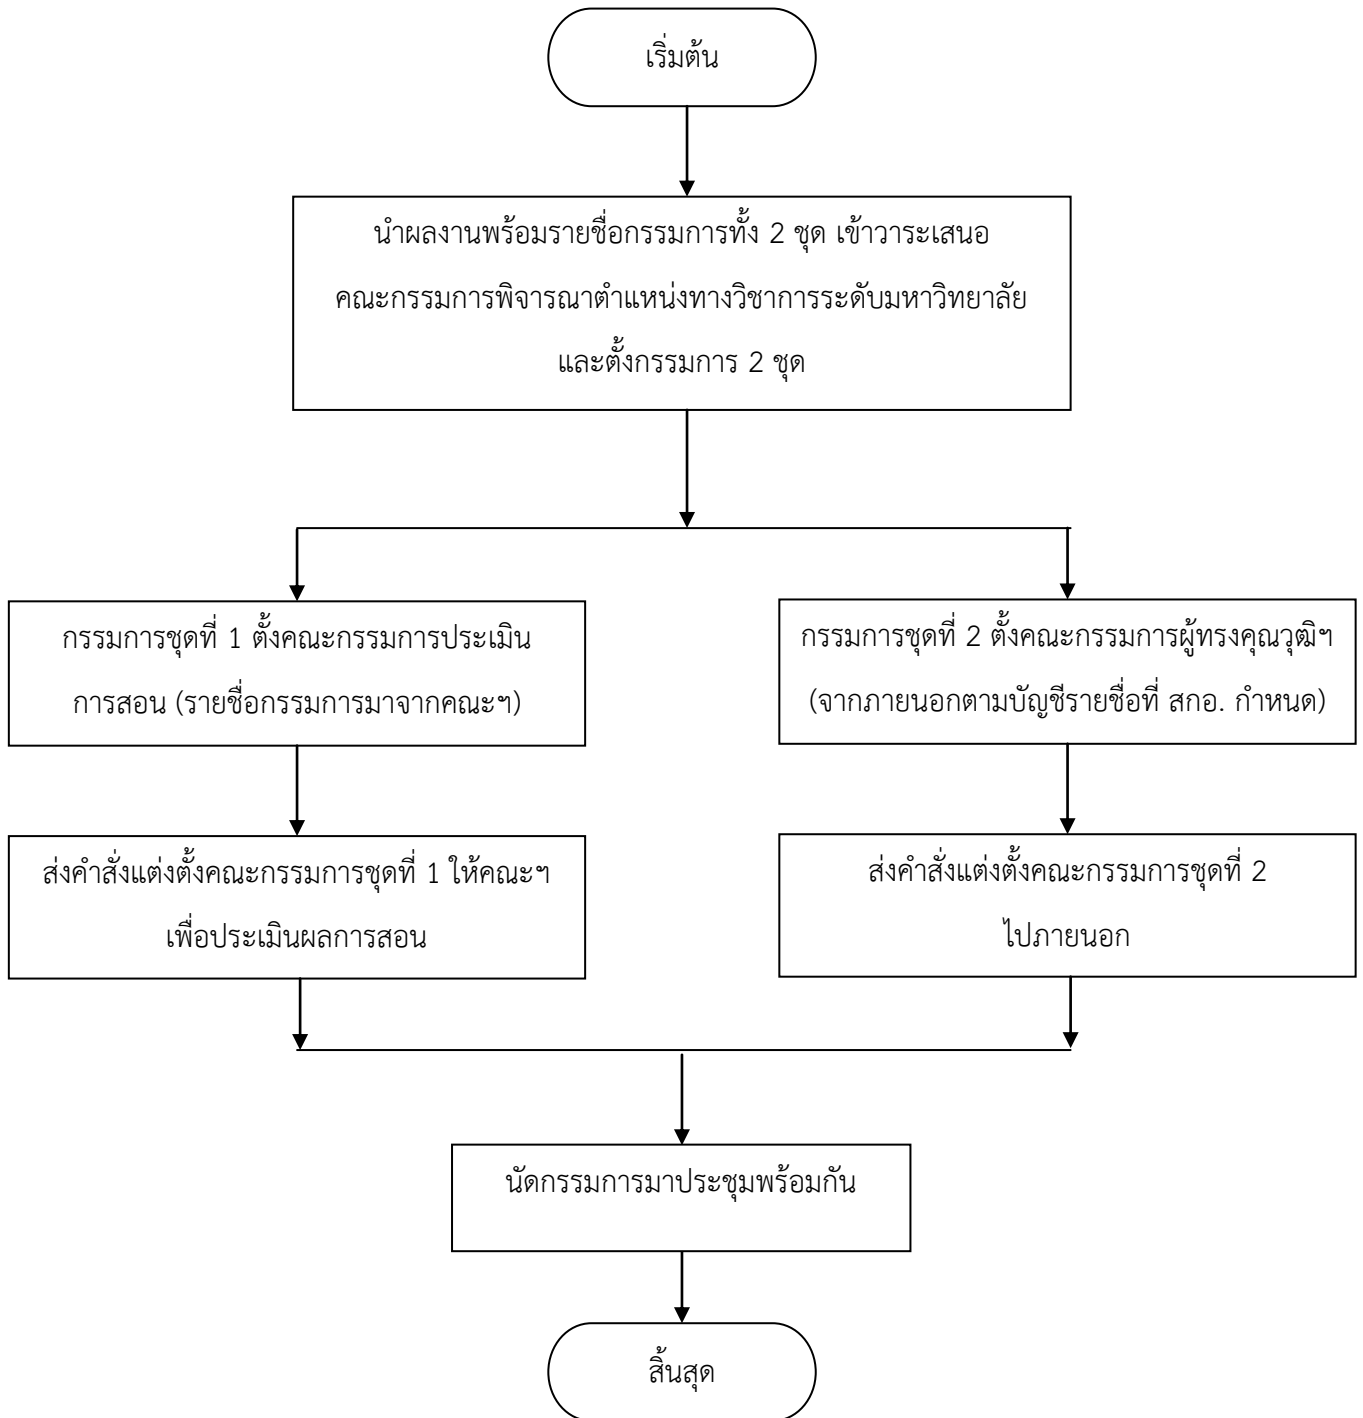 เริ่มต้น
นำผลงานพร้อมรายชื่อกรรมการทั้ง 2 ชุด เข้าวาระเสนอ
คณะกรรมการพิจารณาตำแหน่งทางวิชาการระดับมหาวิทยาลัย
และตั้งกรรมการ 2 ชุด
กรรมการชุดที่ 1 ตั้งคณะกรรมการประเมิน
การสอน (รายชื่อกรรมการมาจากคณะฯ)
กรรมการชุดที่ 2 ตั้งคณะกรรมการผู้ทรงคุณวุฒิฯ
(จากภายนอกตามบัญชีรายชื่อที่ สกอ. กำหนด)
ส่งคำสั่งแต่งตั้งคณะกรรมการชุดที่ 1 ให้คณะฯ
เพื่อประเมินผลการสอน
ส่งคำสั่งแต่งตั้งคณะกรรมการชุดที่ 2
ไปภายนอก
นัดกรรมการมาประชุมพร้อมกัน
สิ้นสุด